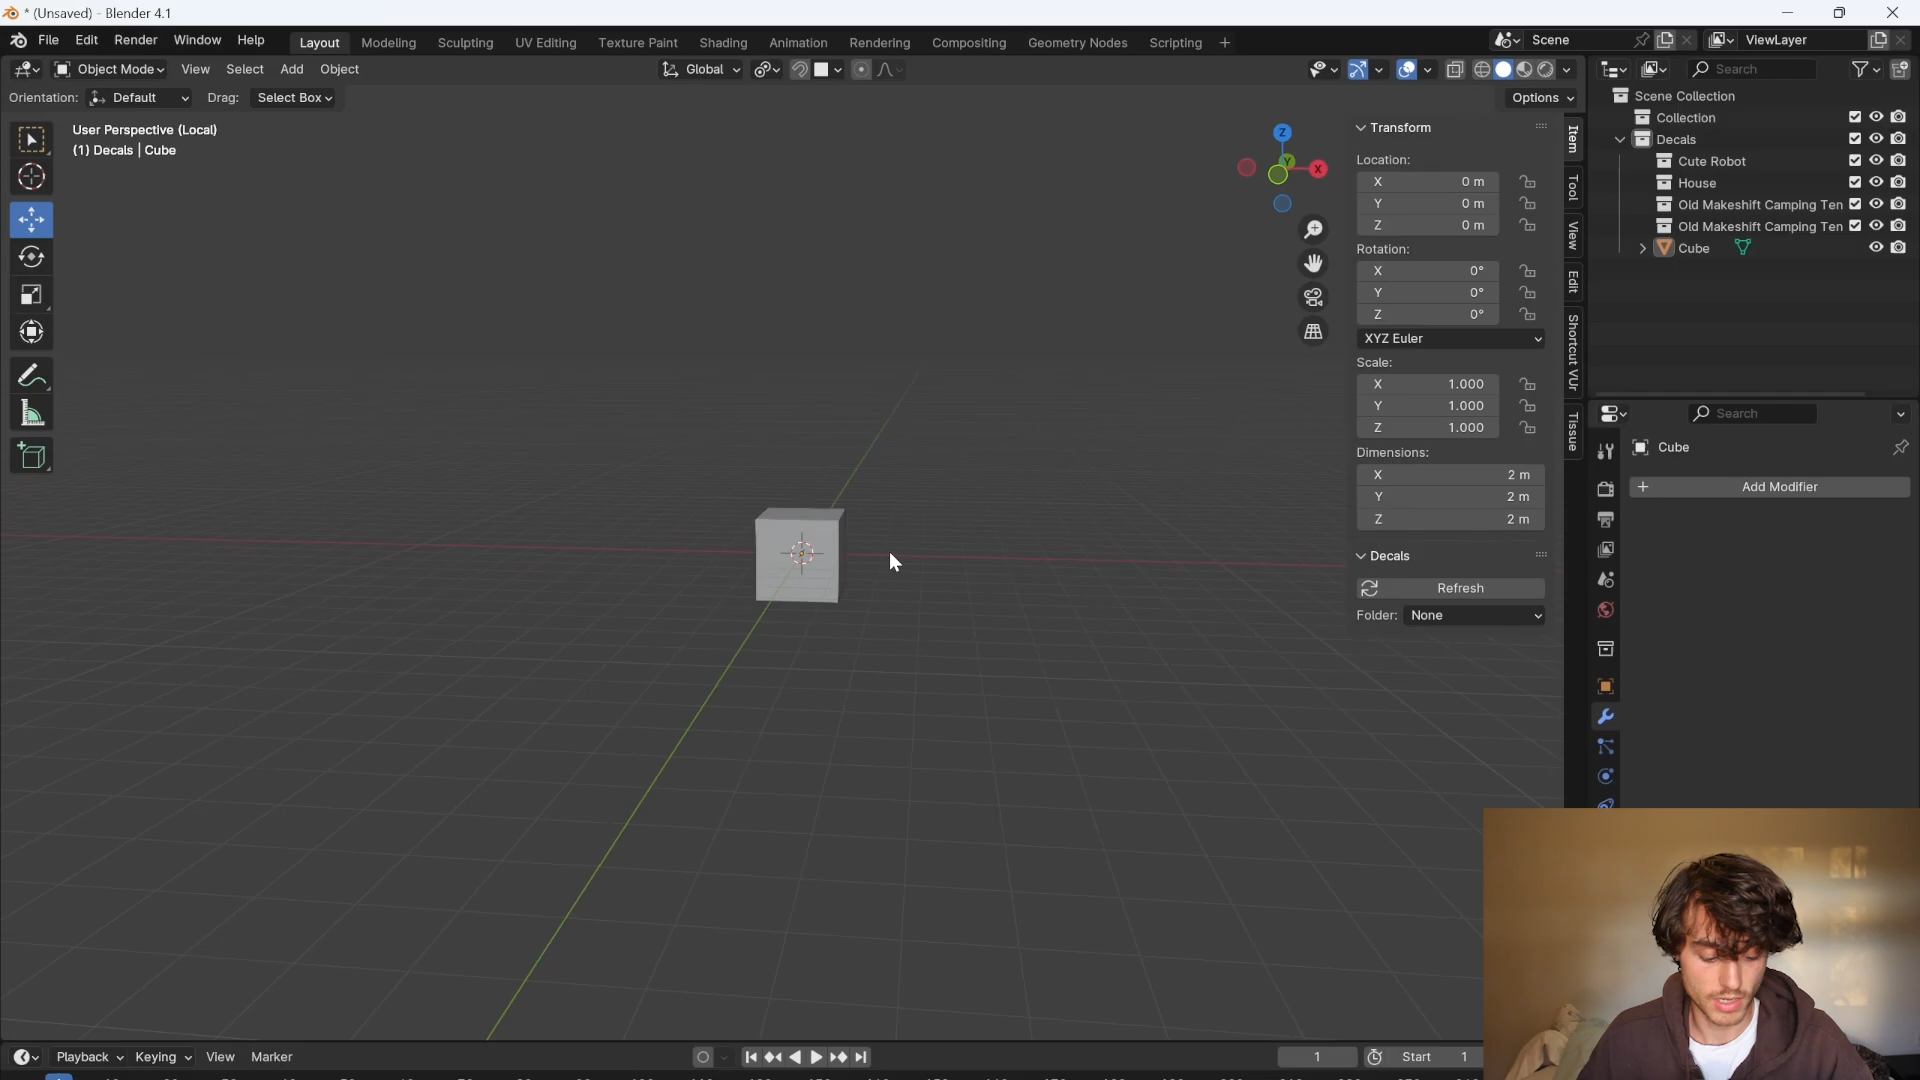 * (Unsaved) - Blender 4.1
File Edit Render Window Help Layout Modeling Sculpting UV Editing Texture Paint Shading Animation Rendering Compositing Geometry Nodes Scripting + Scene ViewLayer
Object Mode View Select Add Object Global Search
Orientation: Default Drag: Select Box Options
User Perspective (Local)
(1) Decals | Cube
Z
X
Y
Transform
Location:
X 0 m
Y 0 m
Z 0 m
Rotation:
X 0°
Y 0°
Z 0°
XYZ Euler
Scale:
X 1.000
Y 1.000
Z 1.000
Dimensions:
X 2 m
Y 2 m
Z 2 m
Decals
Refresh
Folder: None
Item
Tool
View
Edit
Shortcut VUr
Tissue
Scene Collection
Collection
Decals
Cute Robot
House
Old Makeshift Camping Ten
Old Makeshift Camping Ten
Cube
Search
Cube
+ Add Modifier
Playback Keying View Marker 1 Start 1